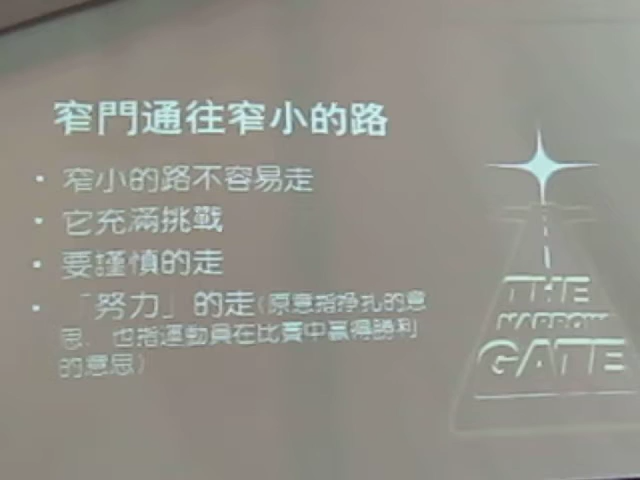 窄門通往窄小的路
• 窄小的路不容易走
• 它充滿挑戰
• 要謹慎的走
• 「努力」的走(原意指掙扎的意
思，也指運動員在比賽中贏得勝利
的意思)
THE
NARROW
GATE